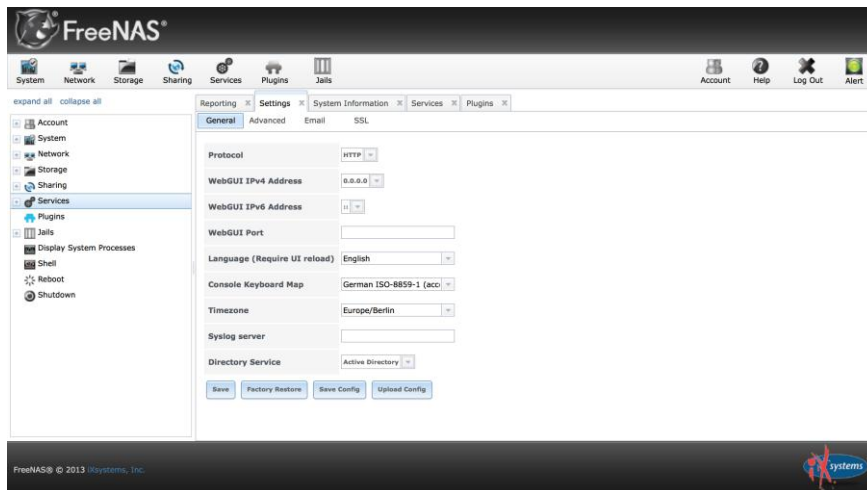 FreeNAS®
System Network Storage Sharing Services Plugins Jails Account Help Log Out Alert
expand all collapse all
Account
System
Network
Storage
Sharing
Services
Plugins
Jails
Display System Processes
Shell
Reboot
Shutdown
Reporting Settings System Information Services Plugins
General Advanced Email SSL
Protocol HTTP
WebGUI IPv4 Address 0.0.0.0
WebGUI IPv6 Address ::
WebGUI Port
Language (Require UI reload) English
Console Keyboard Map German ISO-8859-1 (acce
Timezone Europe/Berlin
Syslog server
Directory Service Active Directory
Save Factory Restore Save Config Upload Config
FreeNAS® © 2013 iXsystems, Inc.
iXsystems